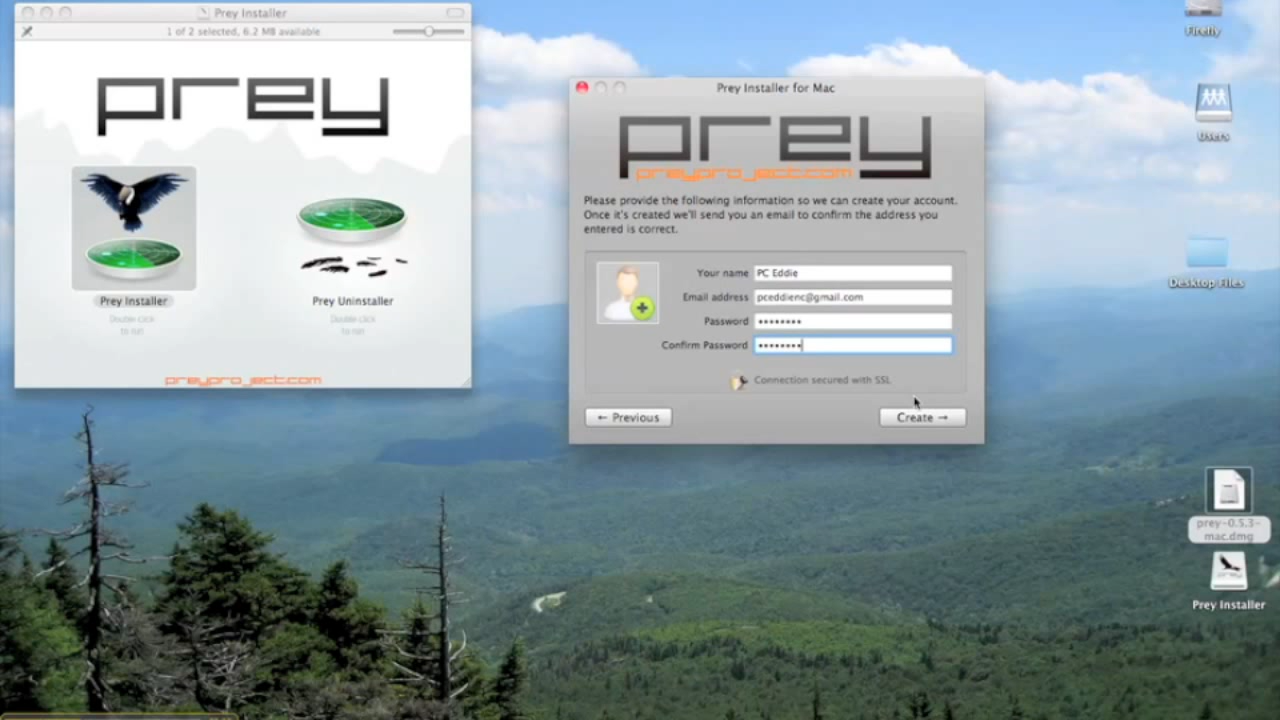 Prey Installer
1 of 2 selected, 6.2 MB available
prey
Prey Installer
Double click
to run
Prey Uninstaller
Double click
to run
preyproject.com
Prey Installer for Mac
prey
preyproject.com
Please provide the following information so we can create your account.
Once it's created we'll send you an email to confirm the address you
entered is correct.
Your name PC Eddie
Email address pceddienc@gmail.com
Password ••••••••
Confirm Password ••••••••
Connection secured with SSL
← Previous
Create →
Firefly
Users
Desktop Files
prey-0.5.3-
mac.dmg
prey
Prey Installer